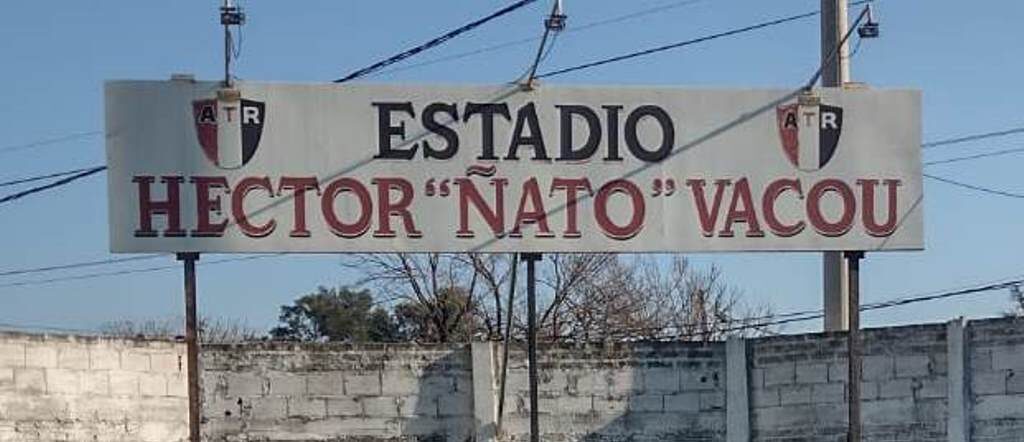 ATR
ESTADIO
ATR
HECTOR “ÑATO” VACOU